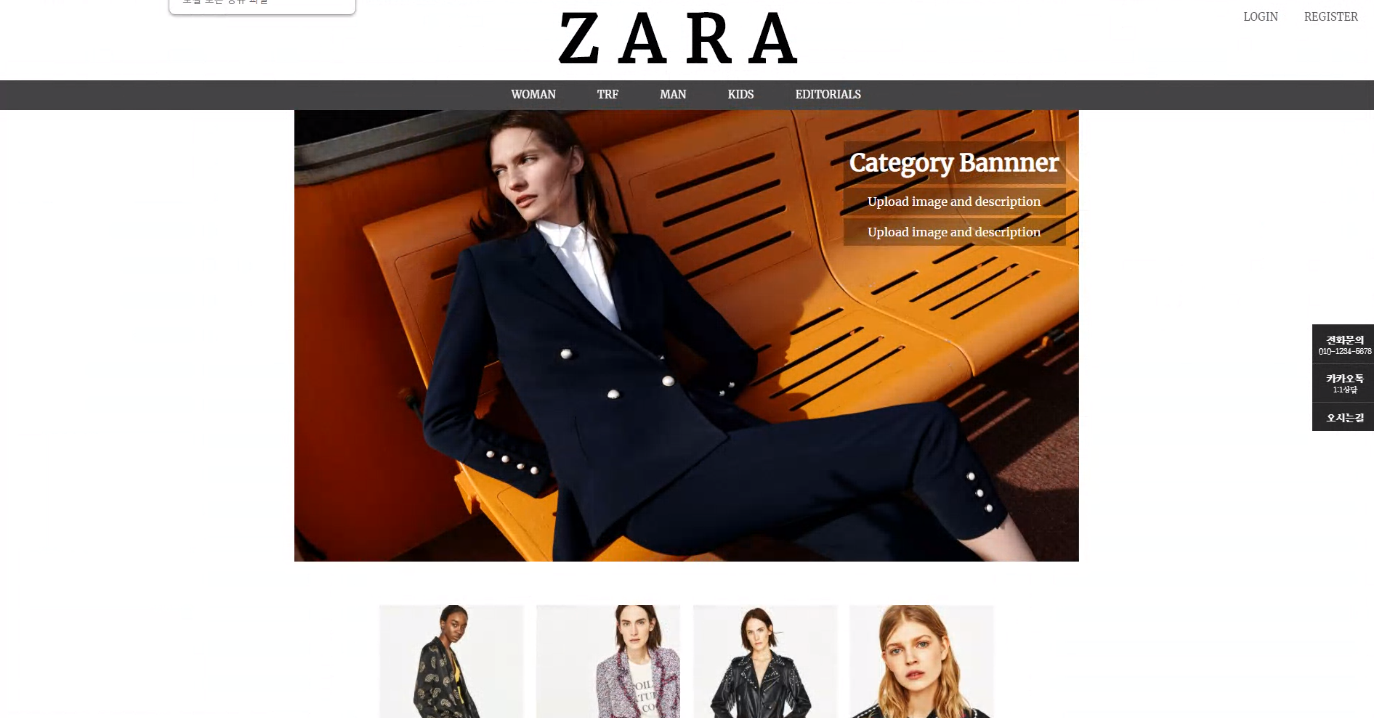 ZARA
LOGIN REGISTER
WOMAN TRF MAN KIDS EDITORIALS
Category Bannner
Upload image and description
Upload image and description
전화문의
010-1234-5678
카카오톡
1:1상담
오시는길